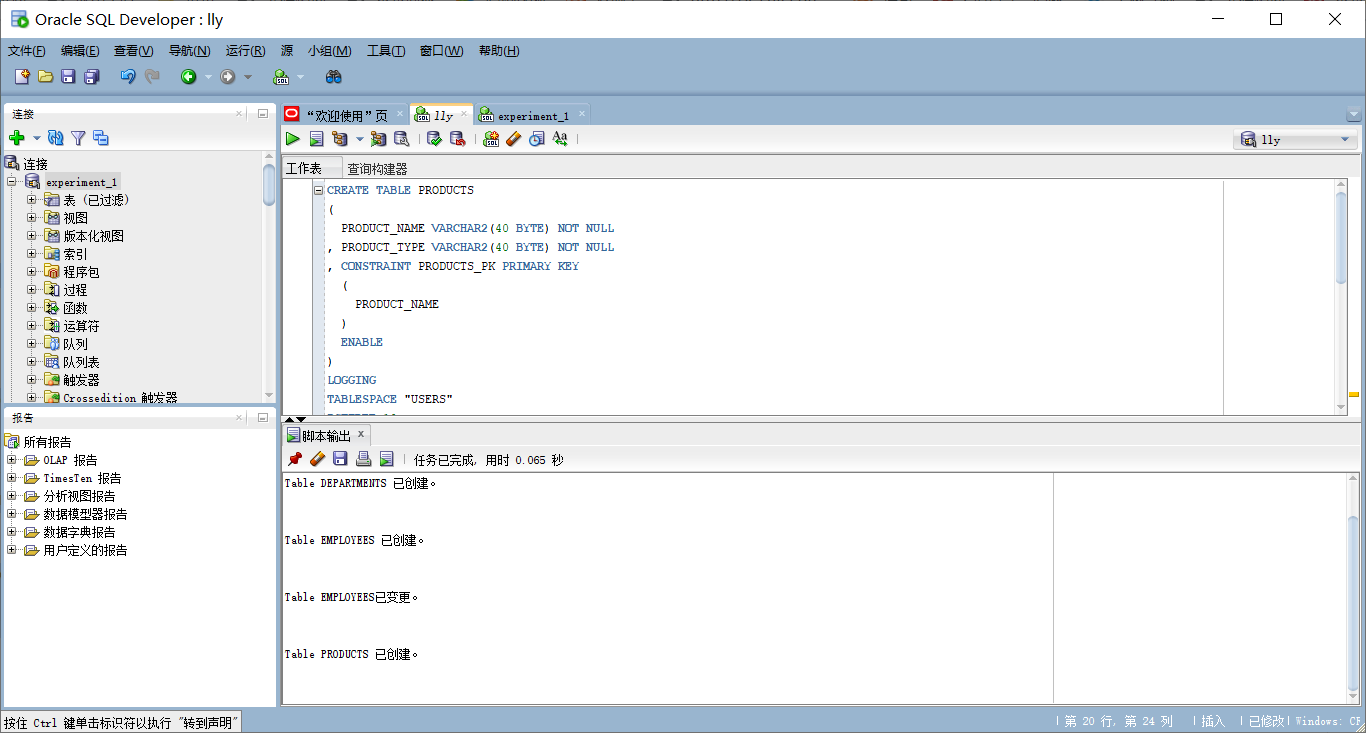 Oracle SQL Developer : lly
文件(F) 编辑(E) 查看(V) 导航(N) 运行(R) 源 小组(M) 工具(T) 窗口(W) 帮助(H)
连接
连接
experiment_1
表 (已过滤)
视图
版本化视图
索引
程序包
过程
函数
运算符
队列
队列表
触发器
Crossedition 触发器
报告
所有报告
OLAP 报告
TimesTen 报告
分析视图报告
数据模型器报告
数据字典报告
用户定义的报告
“欢迎使用”页 lly experiment_1
lly
工作表 查询构建器
CREATE TABLE PRODUCTS
(
PRODUCT_NAME VARCHAR2(40 BYTE) NOT NULL
, PRODUCT_TYPE VARCHAR2(40 BYTE) NOT NULL
, CONSTRAINT PRODUCTS_PK PRIMARY KEY
(
PRODUCT_NAME
)
ENABLE
)
LOGGING
TABLESPACE "USERS"
脚本输出 x
任务已完成, 用时 0.065 秒
Table DEPARTMENTS 已创建。
Table EMPLOYEES 已创建。
Table EMPLOYEES已变更。
Table PRODUCTS 已创建。
按住 Ctrl 键单击标识符以执行 "转到声明"
第 20 行, 第 24 列 | 插入 | 已修改 | Windows: CR